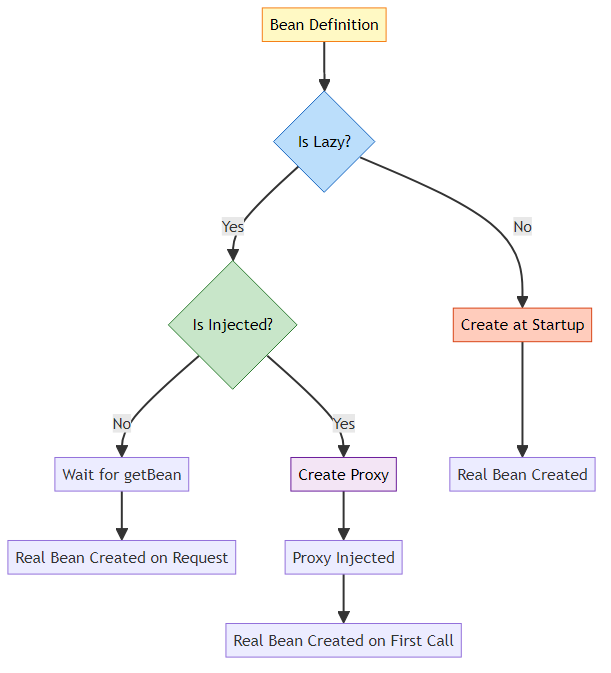 Bean Definition
Is Lazy?
Yes
No
Is Injected?
Create at Startup
No
Yes
Wait for getBean
Create Proxy
Real Bean Created
Real Bean Created on Request
Proxy Injected
Real Bean Created on First Call